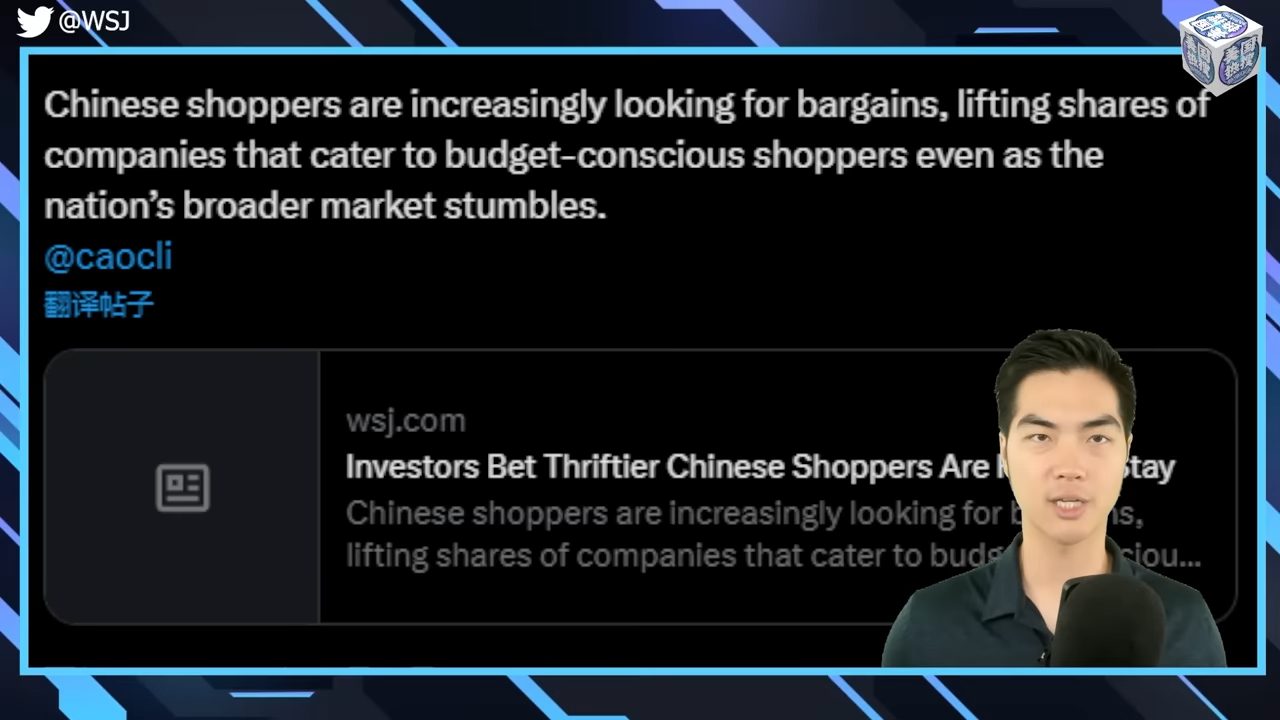 @WSJ
Chinese shoppers are increasingly looking for bargains, lifting shares of
companies that cater to budget-conscious shoppers even as the
nation’s broader market stumbles.
@caocli
翻译帖子
wsj.com
Investors Bet Thriftier Chinese Shoppers Are stay
Chinese shoppers are increasingly looking for
lifting shares of companies that cater to